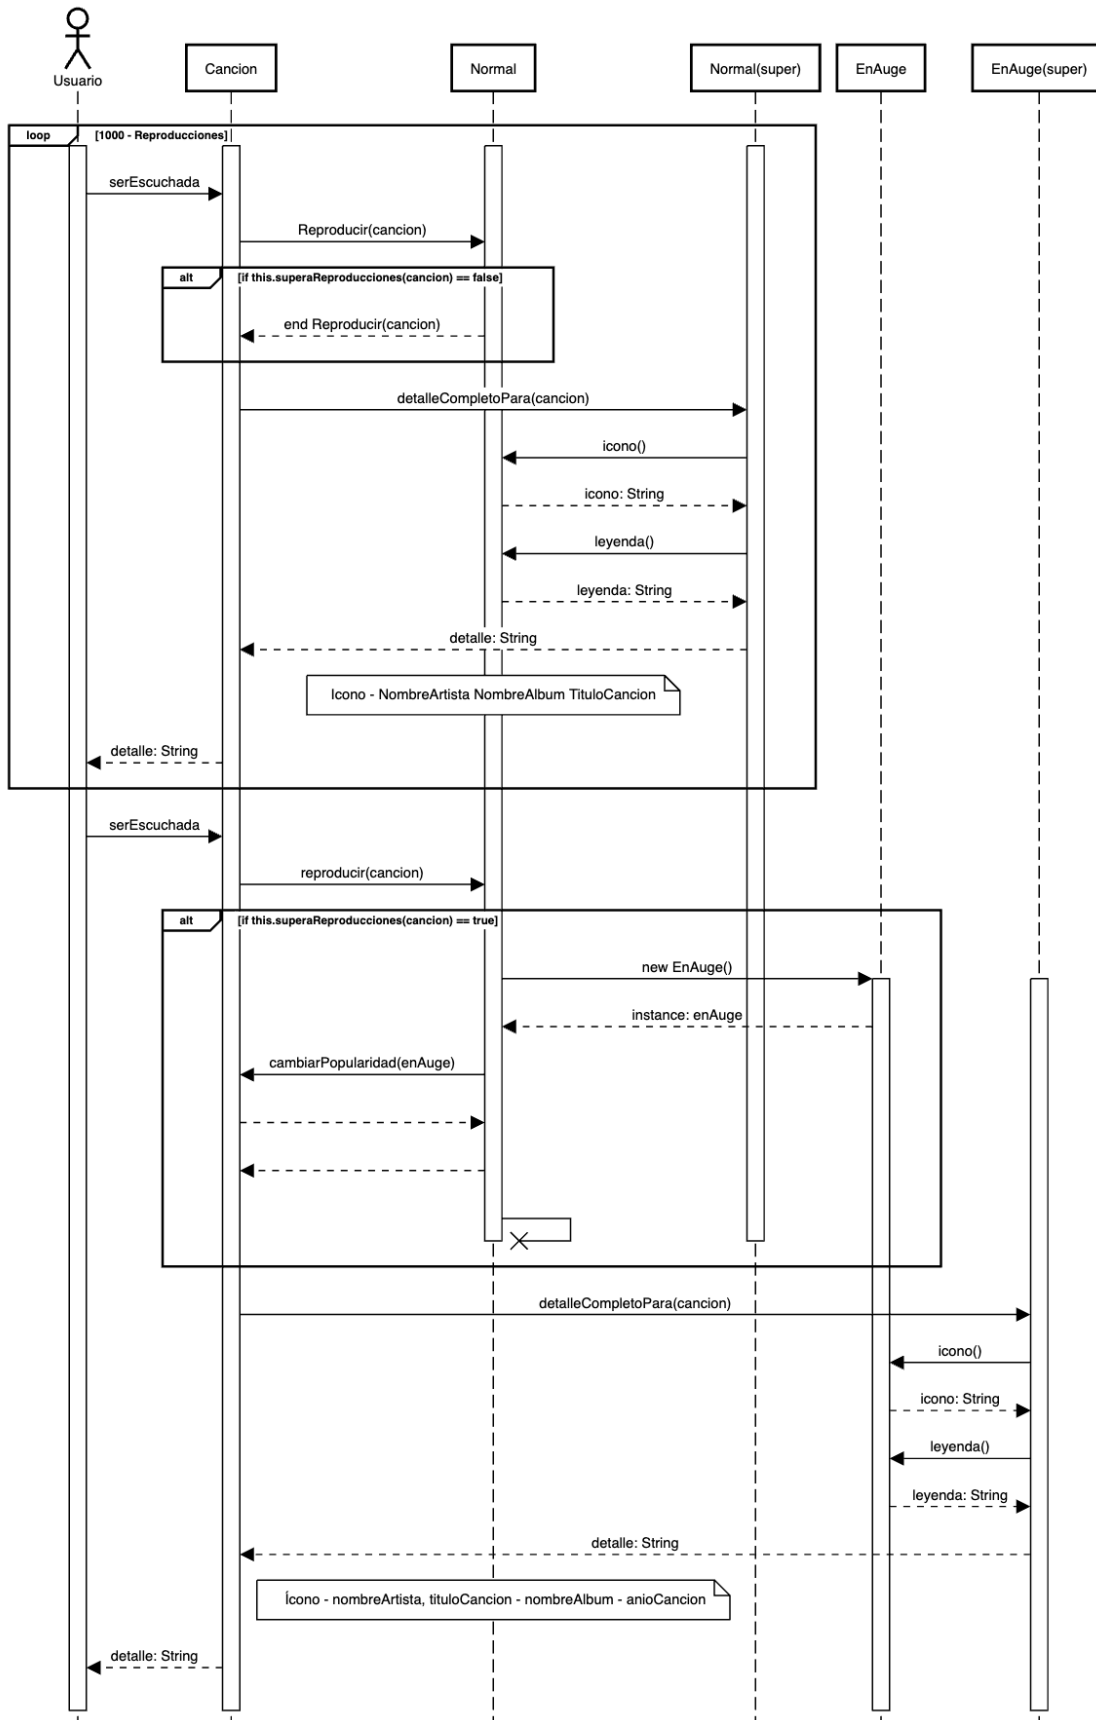 Usuario
Cancion
Normal
Normal(super)
EnAuge
EnAuge(super)
loop
[1000 - Reproducciones]
serEscuchada
Reproducir(cancion)
alt
[if this.superaReproducciones(cancion) == false]
end Reproducir(cancion)
detalleCompletoPara(cancion)
icono()
icono: String
leyenda()
leyenda: String
detalle: String
Icono - NombreArtista NombreAlbum TituloCancion
detalle: String
serEscuchada
reproducir(cancion)
alt
[if this.superaReproducciones(cancion) == true]
new EnAuge()
instance: enAuge
cambiarPopularidad(enAuge)
detalleCompletoPara(cancion)
icono()
icono: String
leyenda()
leyenda: String
detalle: String
Ícono - nombreArtista, tituloCancion - nombreAlbum - anioCancion
detalle: String